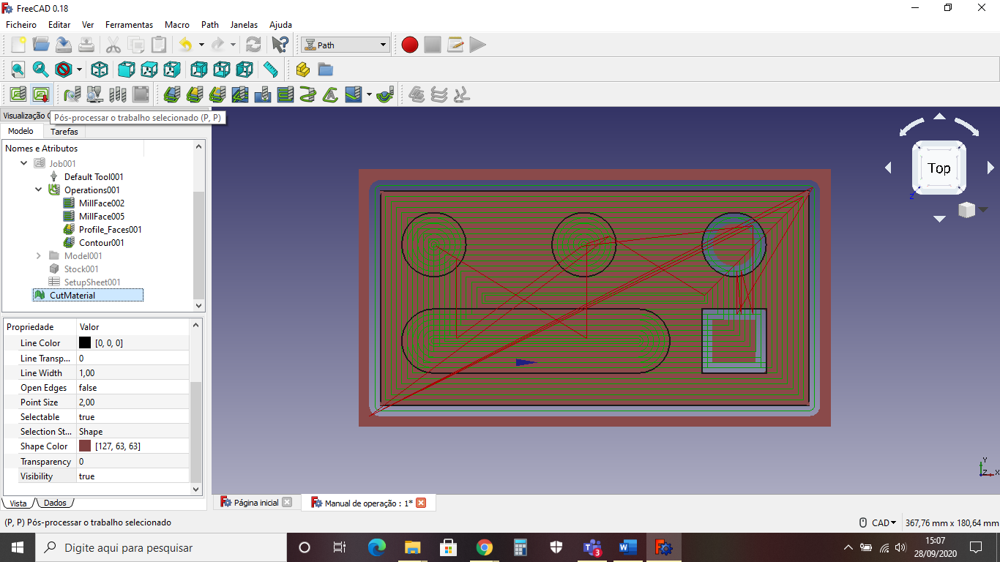 FreeCAD 0.18
Ficheiro Editar Ver Ferramentas Macro Path Janelas Ajuda
Path
Visualização
Pós-processar o trabalho selecionado (P, P)
Modelo Tarefas
Nomes e Atributos
Job001
Default Tool001
Operations001
MillFace002
MillFace005
Profile_Faces001
Contour001
Model001
Stock001
SetupSheet001
CutMaterial
Propriedade Valor
Line Color [0, 0, 0]
Line Transp... 0
Line Width 1,00
Open Edges false
Point Size 2,00
Selectable true
Selection St... Shape
Shape Color [127, 63, 63]
Transparency 0
Visibility true
Vista Dados
Top
Z
Y
Z X
Página inicial Manual de operação : 1*
(P, P) Pós-processar o trabalho selecionado
CAD 367,76 mm x 180,64 mm
Digite aqui para pesquisar
3
15:07
28/09/2020